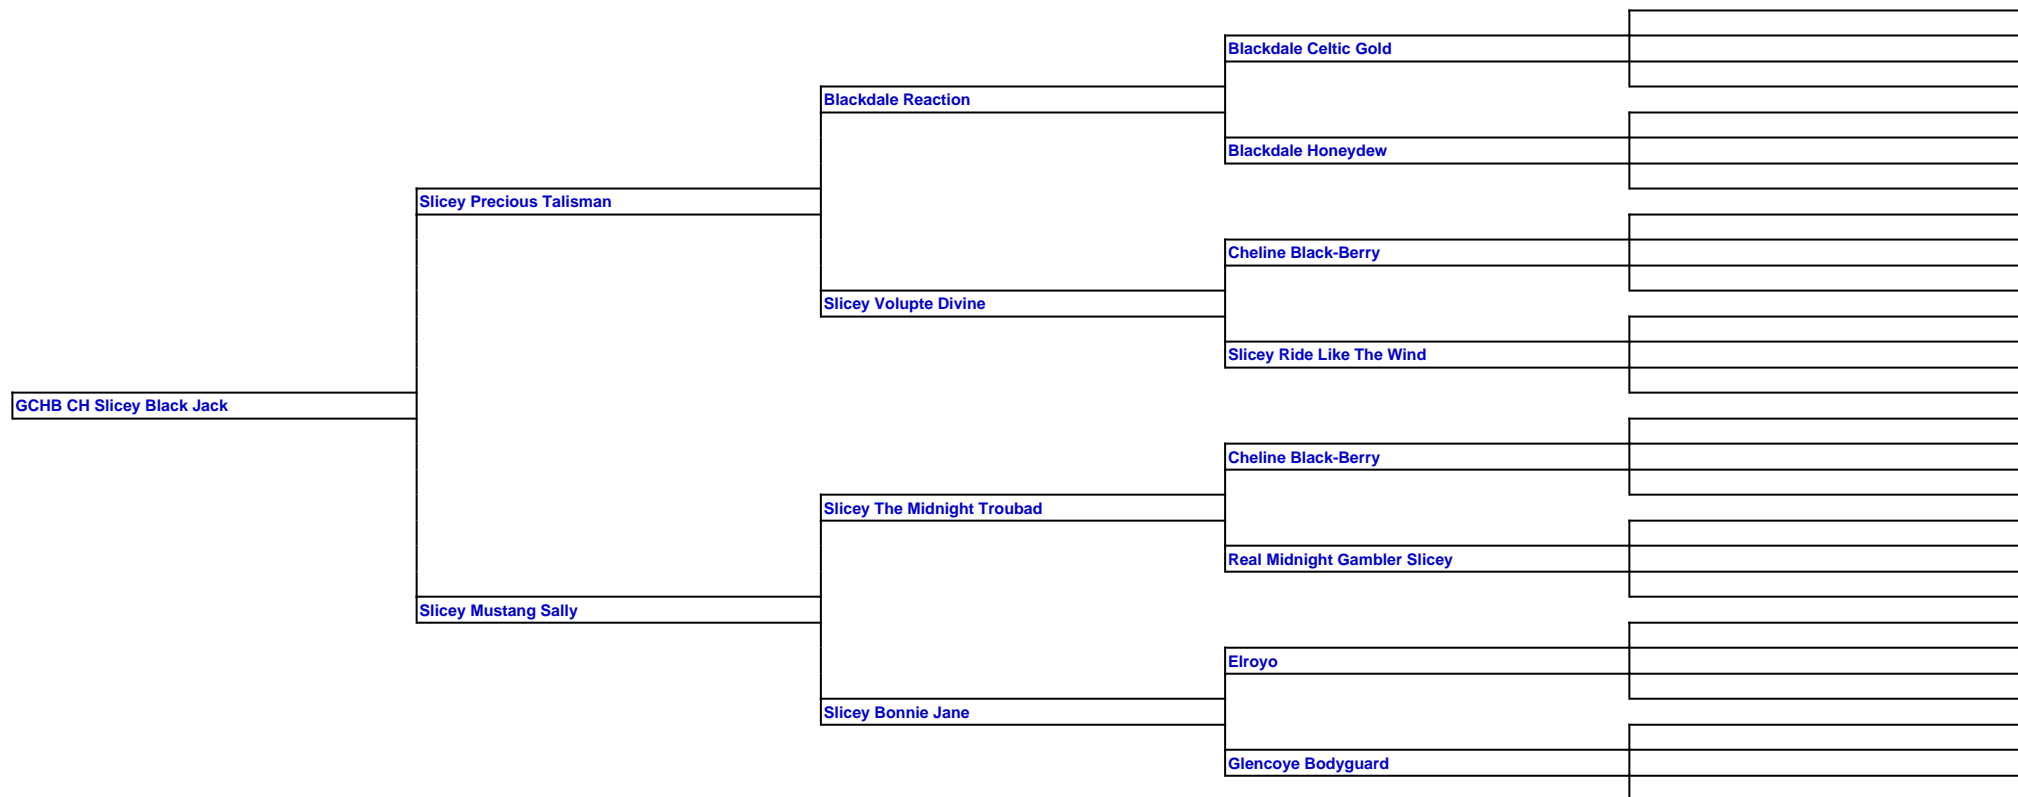 Blackdale Celtic Gold
Blackdale Reaction
Blackdale Honeydew
Slicey Precious Talisman
Cheline Black-Berry
Slicey Volupte Divine
Slicey Ride Like The Wind
GCHB CH Slicey Black Jack
Cheline Black-Berry
Slicey The Midnight Troubad
Real Midnight Gambler Slicey
Slicey Mustang Sally
Elroyo
Slicey Bonnie Jane
Glencoye Bodyguard